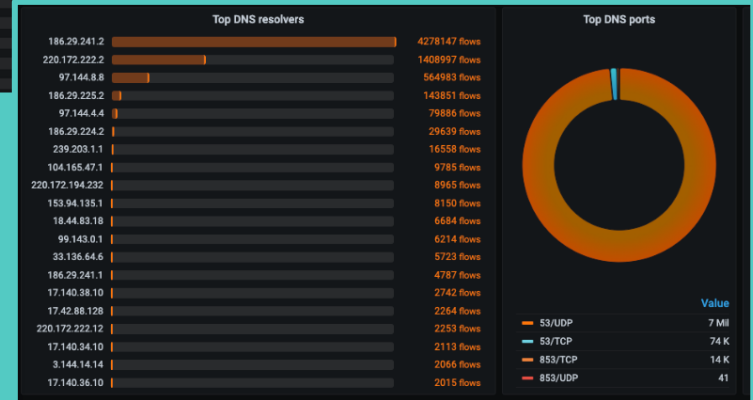 Top DNS resolvers
186.29.241.2 4278147 flows
220.172.222.2 1408997 flows
97.144.8.8 564983 flows
186.29.225.2 143851 flows
97.144.4.4 79886 flows
186.29.224.2 29639 flows
239.203.1.1 16558 flows
104.165.47.1 9785 flows
220.172.194.232 8965 flows
153.94.135.1 8150 flows
18.44.83.18 6684 flows
99.143.0.1 6214 flows
33.136.64.6 5723 flows
186.29.241.1 4787 flows
17.140.38.10 2742 flows
17.42.88.128 2264 flows
220.172.222.12 2253 flows
17.140.34.10 2113 flows
3.144.14.14 2066 flows
17.140.36.10 2015 flows
Top DNS ports
Value
53/UDP 7 Mil
53/TCP 74 K
853/TCP 14 K
853/UDP 41